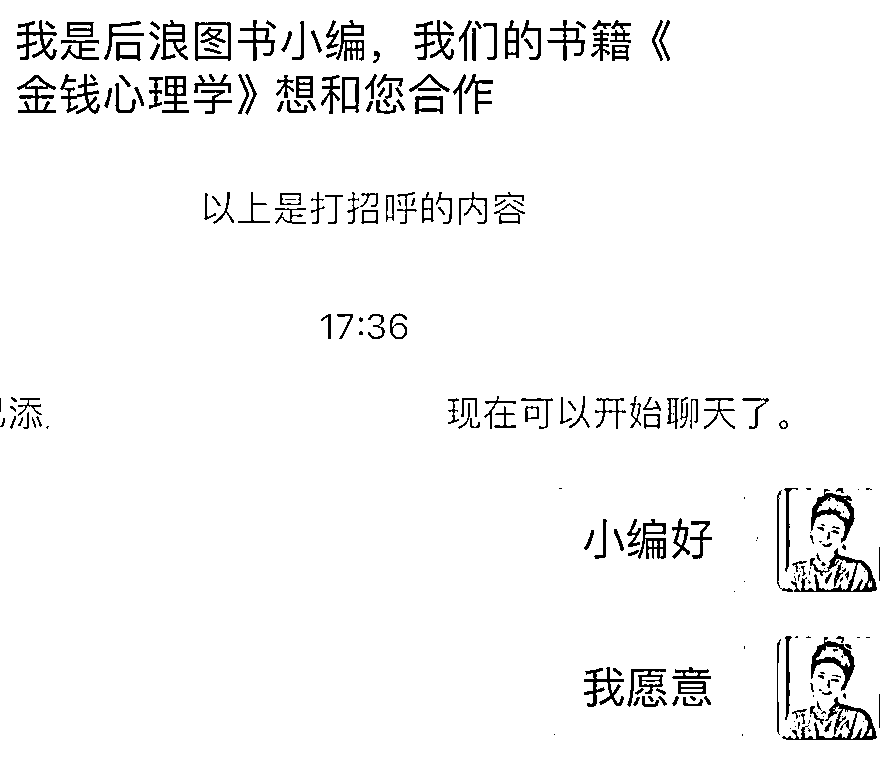 我是后浪图书小编，我们的书籍《
金钱心理学》想和您合作
以上是打招呼的内容
17:36
已添 现在可以开始聊天了。
小编好
我愿意